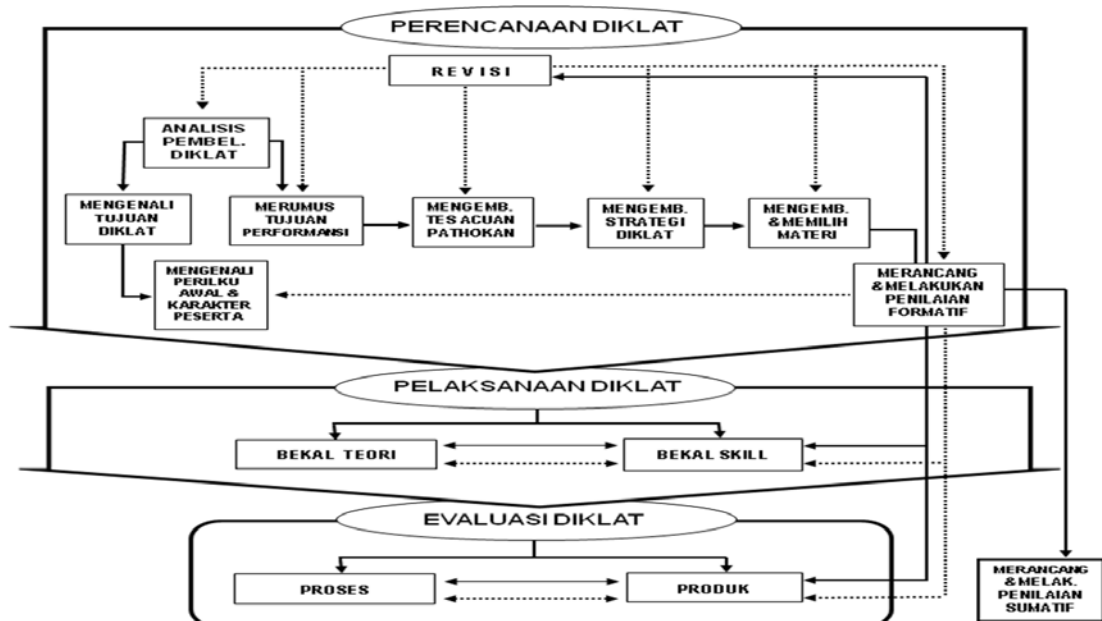 PERENCANAAN DIKLAT
REVISI
ANALISIS
PEMBEL.
DIKLAT
MENGENALI
TUJUAN
DIKLAT
MERUMUS
TUJUAN
PERFORMANSI
MENGEMB.
TES ACUAN
PATHOKAN
MENGEMB.
STRATEGI
DIKLAT
MENGEMB.
& MEMILIH
MATERI
MENGENALI
PERILKU
AWAL &
KARAKTER
PESERTA
MERANCANG
& MELAKUKAN
PENILAIAN
FORMATIF
PELAKSANAAN DIKLAT
BEKAL TEORI
BEKAL SKILL
EVALUASI DIKLAT
PROSES
PRODUK
MERANCANG
& MELAK.
PENILAIAN
SUMATIF